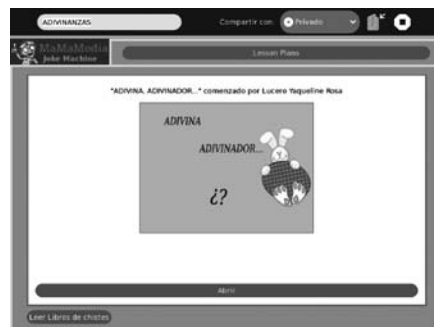 ADIVINANZAS
Compartir con: Privado
MaMaMedia
Joke Machine
Lesson Plans
"ADIVINA, ADIVINADOR..." comenzado por Lucero Yaqueline Rosa
ADIVINA
ADIVINADOR...
¿?
Abrir
Leer Libros de chistes